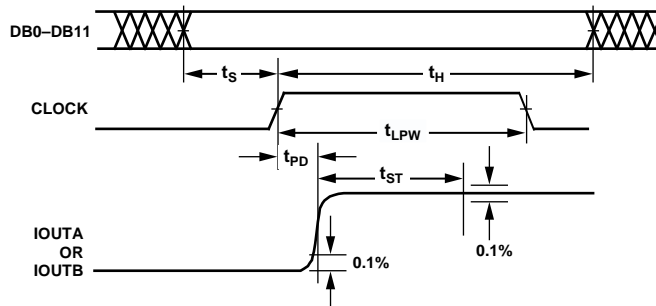 DB0–DB11
tS
tH
CLOCK
tLPW
tPD
tST
IOUTA
OR
IOUTB
0.1%
0.1%